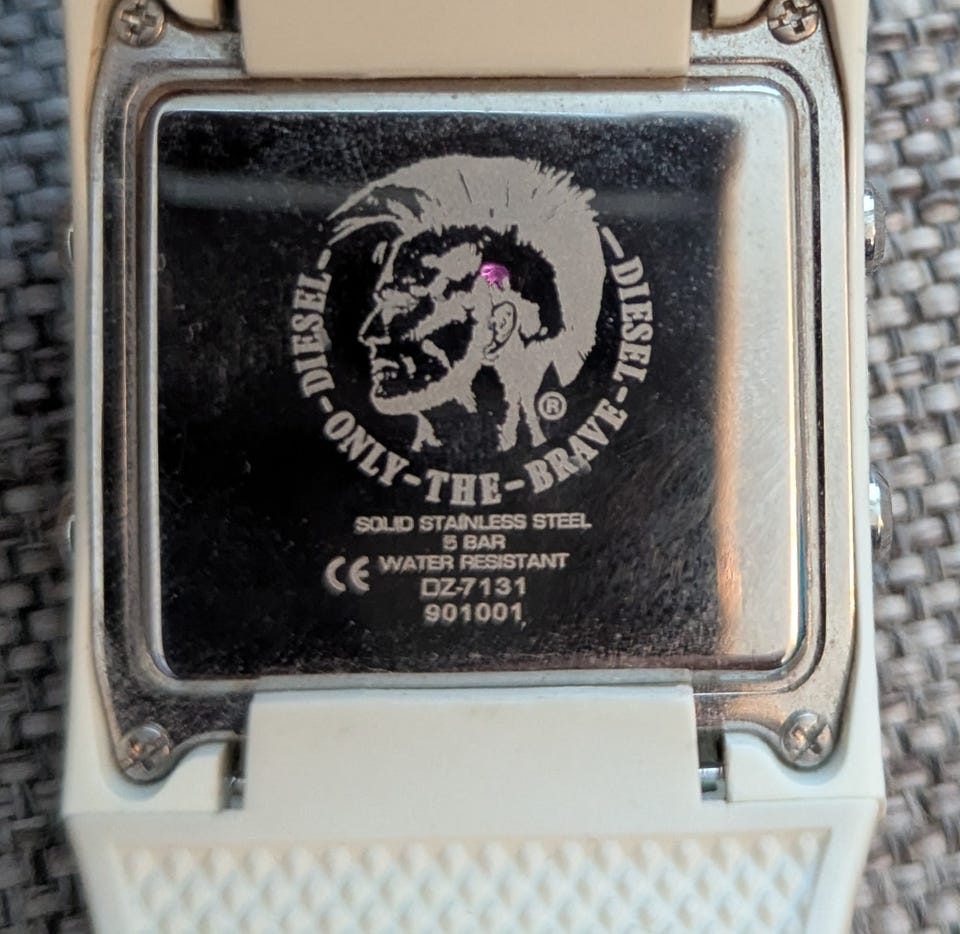 DIESEL-ONLY-THE-BRAVE-DIESEL
®
SOLID STAINLESS STEEL
5 BAR
CE WATER RESISTANT
DZ-7131
901001